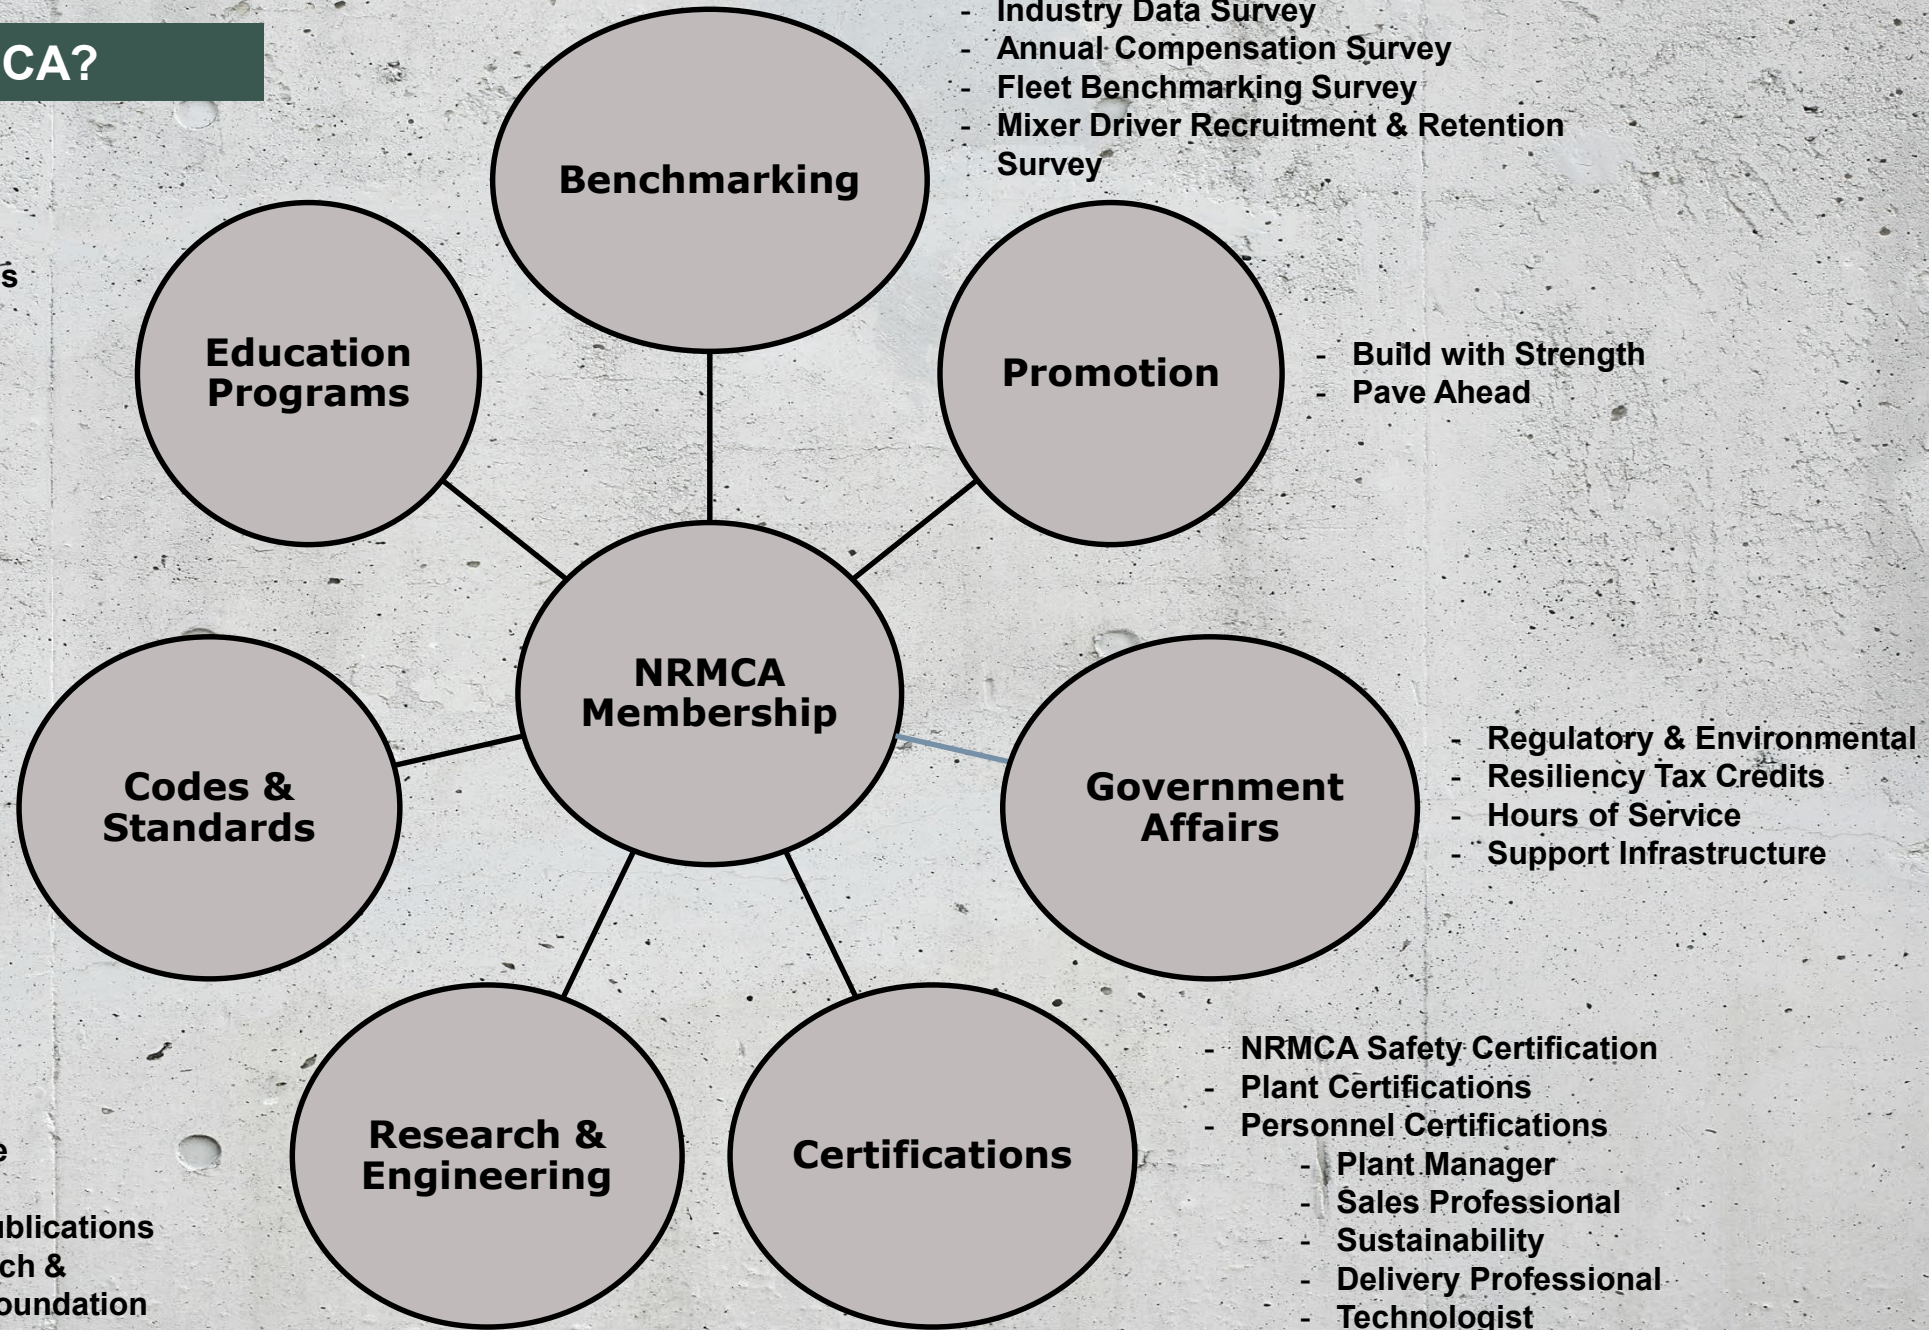 CA?
- Industry Data Survey
- Annual Compensation Survey
- Fleet Benchmarking Survey
- Mixer Driver Recruitment & Retention
Survey
Benchmarking
s
Education
Programs
Promotion
- Build with Strength
- Pave Ahead
NRMCA
Membership
Codes &
Standards
Government
Affairs
- Regulatory & Environmental
- Resiliency Tax Credits
- Hours of Service
- Support Infrastructure
Research &
Engineering
Certifications
- NRMCA Safety Certification
- Plant Certifications
- Personnel Certifications
- Plant Manager
- Sales Professional
- Sustainability
- Delivery Professional
- Technologist
e
ublications
ch &
oundation